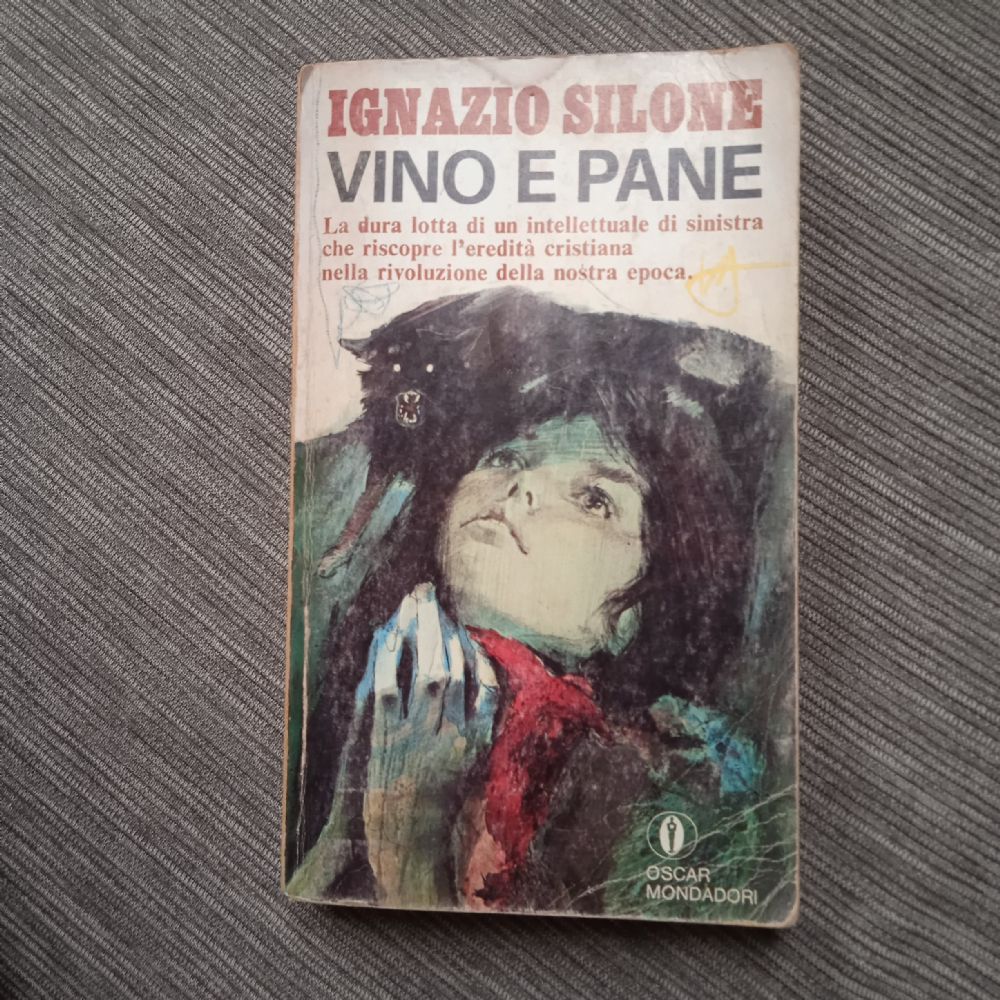 IGNAZIO SILONE
VINO E PANE
La dura lotta di un intellettuale di sinistra
che riscopre l'eredità cristiana
nella rivoluzione della nostra epoca.
OSCAR
MONDADORI